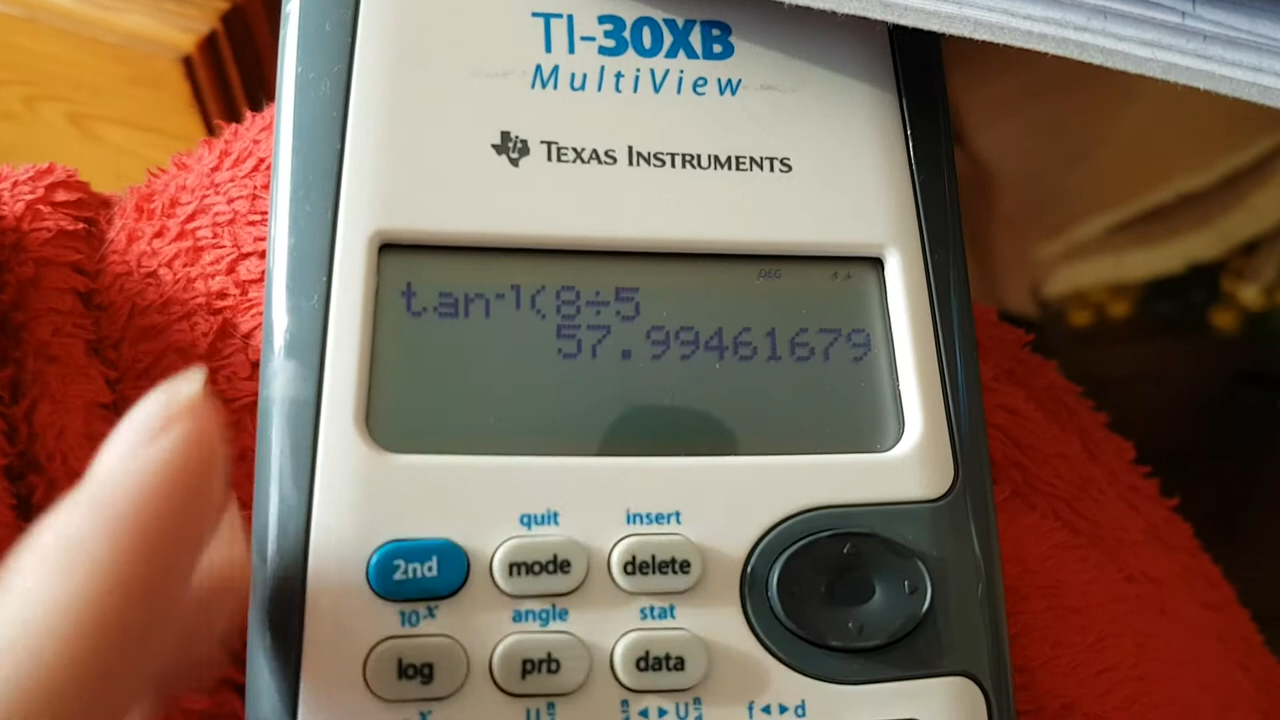 TI-30XB
MultiView
TEXAS INSTRUMENTS
DEG
tan⁻¹(8÷5
57.99461679
quit insert
2nd mode delete
10ˣ angle stat
log prb data
f◄►d